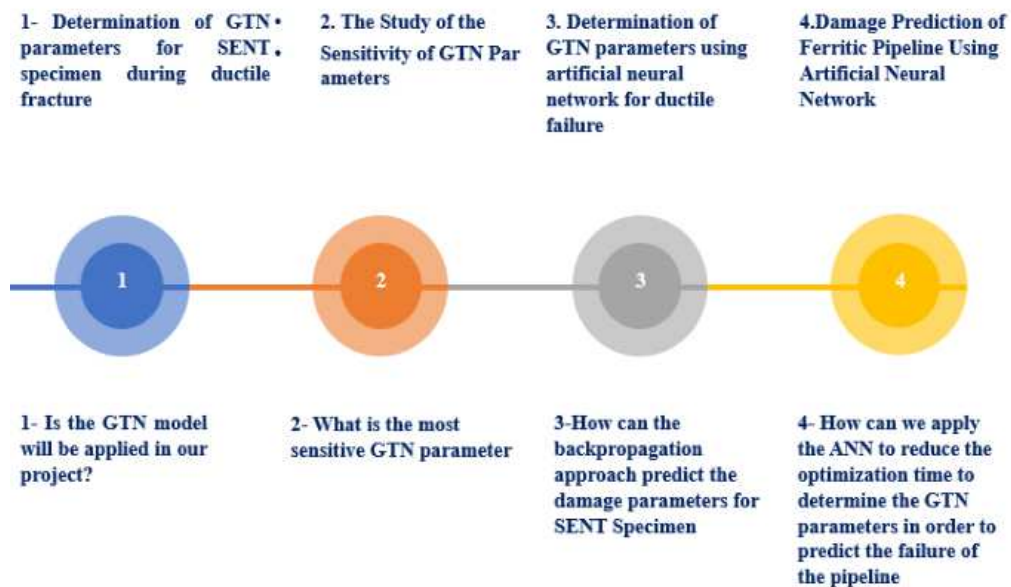 1- Determination of GTN •
parameters for SENT •
specimen during ductile
fracture
2. The Study of the
Sensitivity of GTN Par
ameters
3. Determination of
GTN parameters using
artificial neural
network for ductile
failure
4.Damage Prediction of
Ferritic Pipeline Using
Artificial Neural
Network
1
2
3
4
1- Is the GTN model
will be applied in our
project?
2- What is the most
sensitive GTN parameter
3-How can the
backpropagation
approach predict the
damage parameters for
SENT Specimen
4- How can we apply
the ANN to reduce the
optimization time to
determine the GTN
parameters in order to
predict the failure of
the pipeline